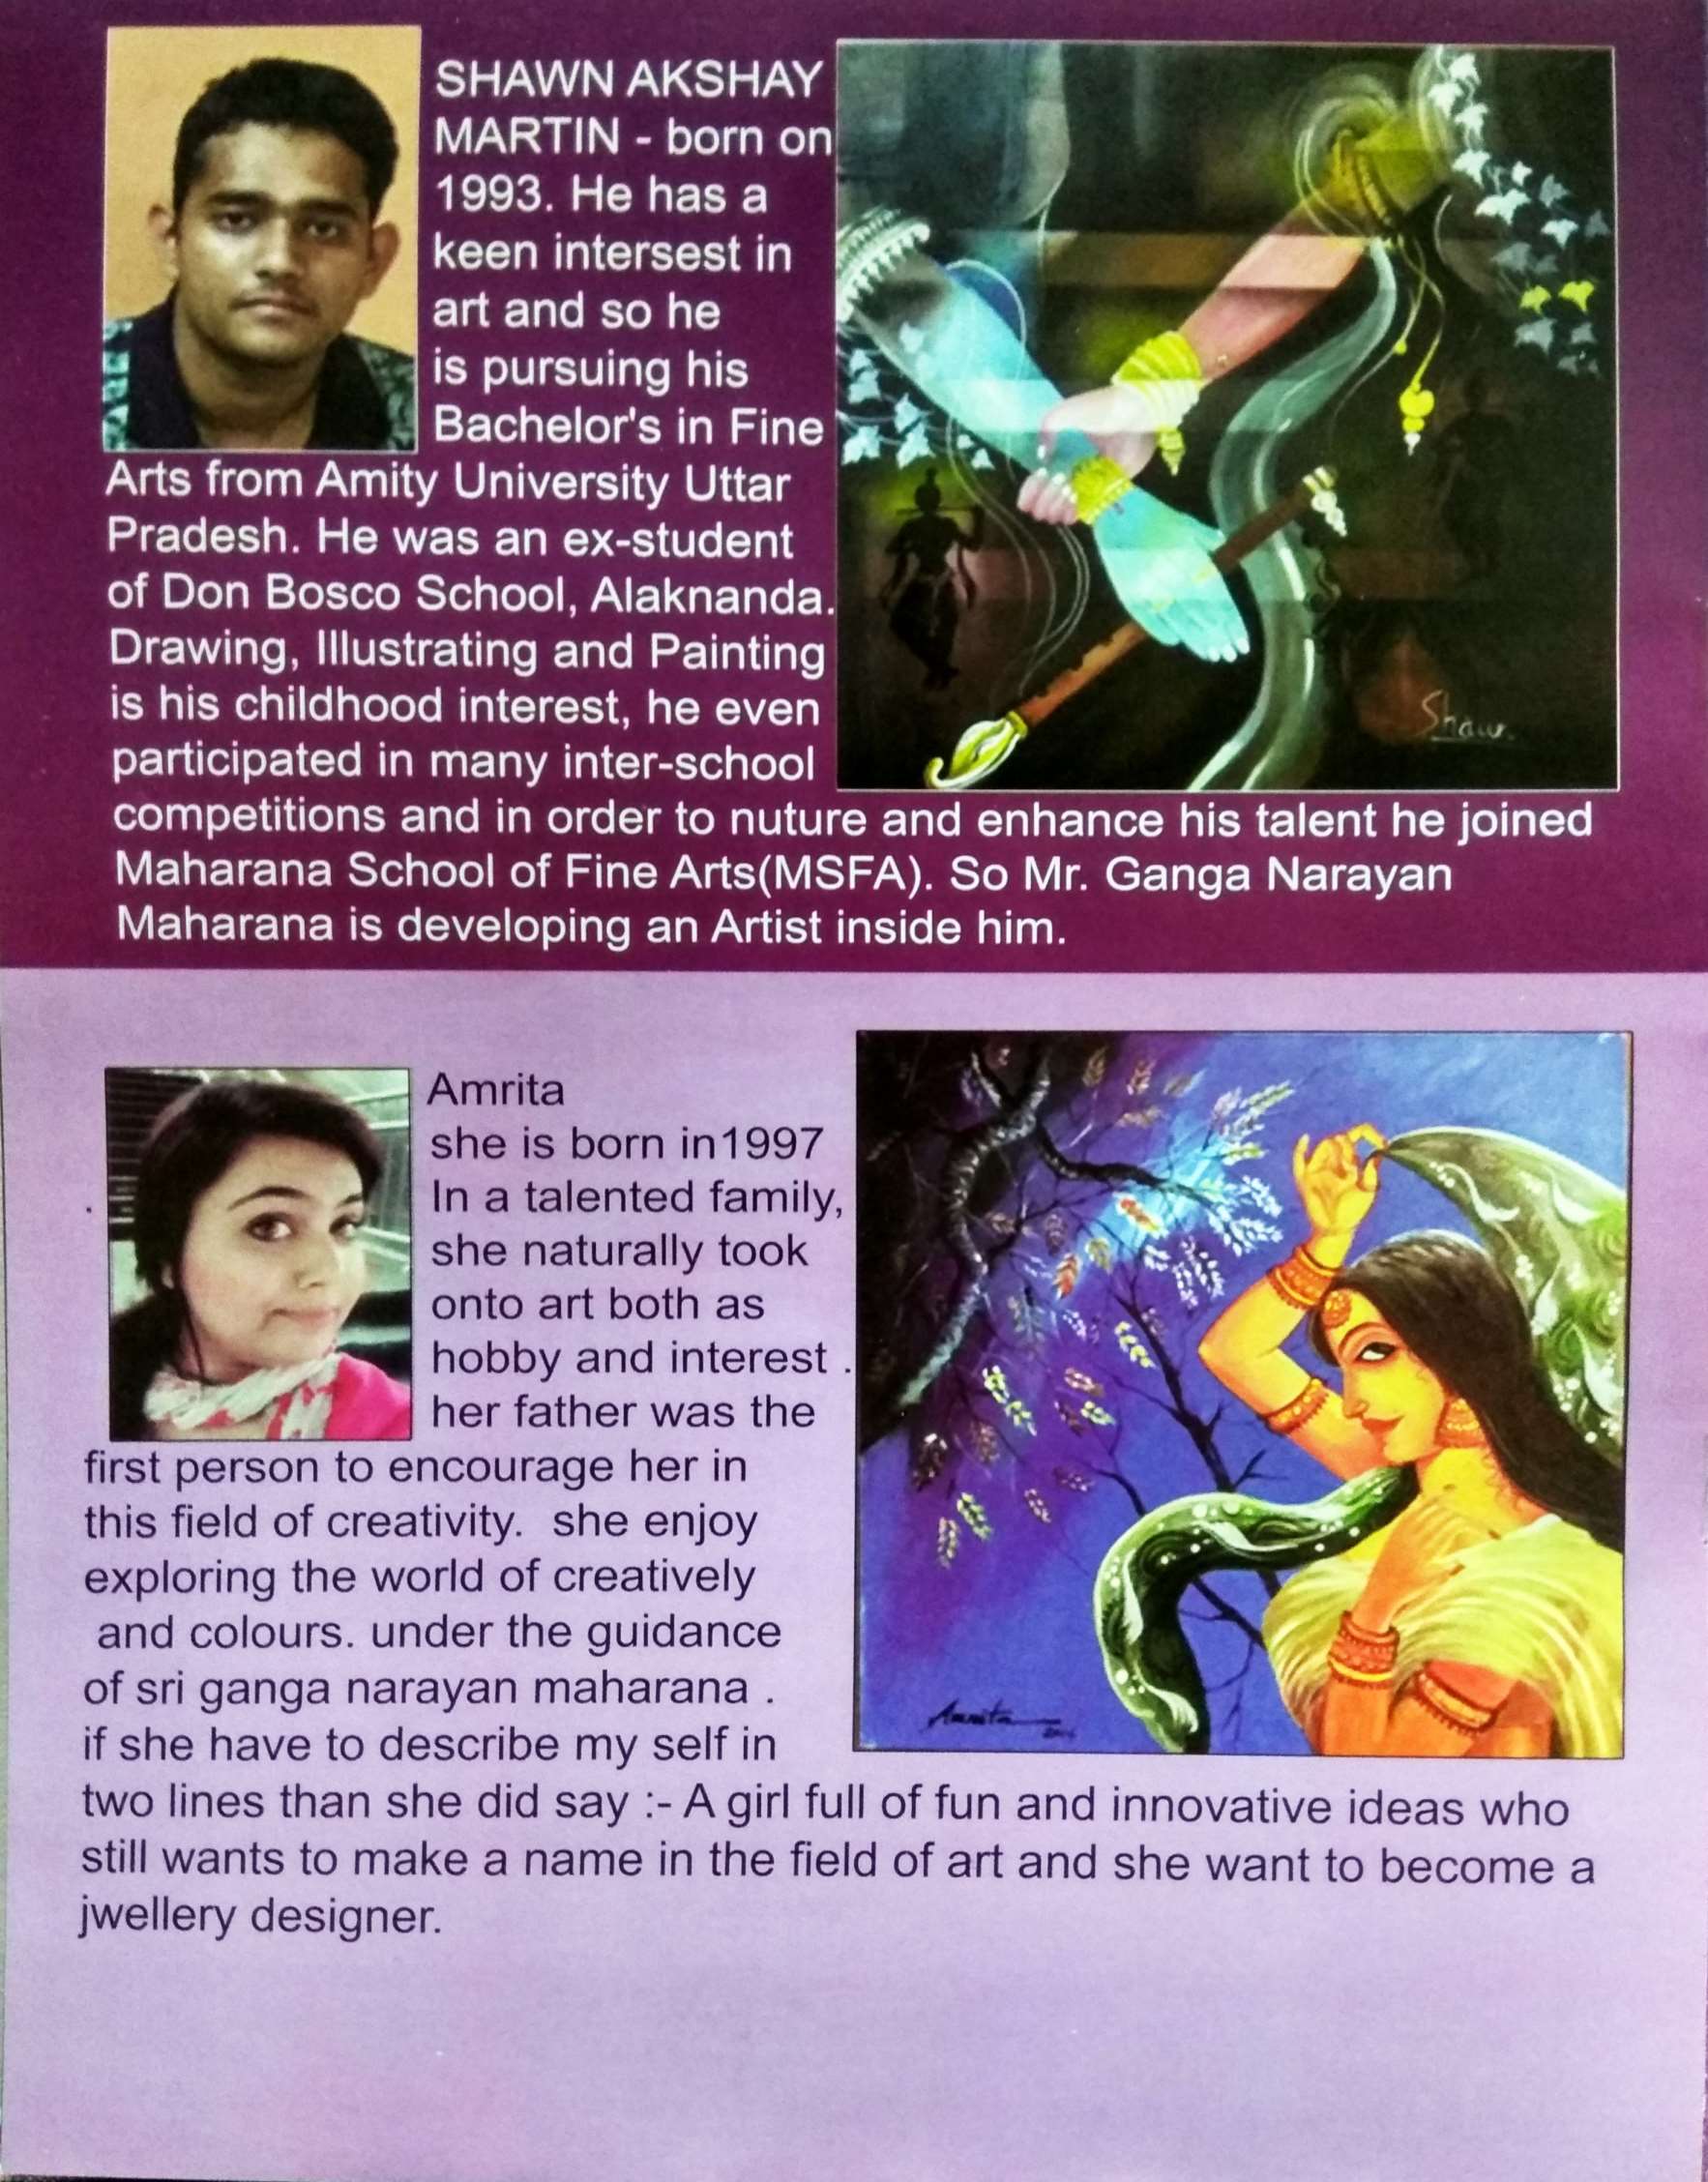 SHAWN AKSHAY
MARTIN - born on
1993. He has a
keen intersest in
art and so he
is pursuing his
Bachelor's in Fine
Arts from Amity University Uttar
Pradesh. He was an ex-student
of Don Bosco School, Alaknanda.
Drawing, Illustrating and Painting
is his childhood interest, he even
participated in many inter-school
competitions and in order to nuture and enhance his talent he joined
Maharana School of Fine Arts(MSFA). So Mr. Ganga Narayan
Maharana is developing an Artist inside him.
Shawn
Amrita
she is born in1997
In a talented family,
she naturally took
onto art both as
hobby and interest .
her father was the
first person to encourage her in
this field of creativity.  she enjoy
exploring the world of creatively
and colours. under the guidance
of sri ganga narayan maharana .
if she have to describe my self in
two lines than she did say :- A girl full of fun and innovative ideas who
still wants to make a name in the field of art and she want to become a
jwellery designer.
Amrita